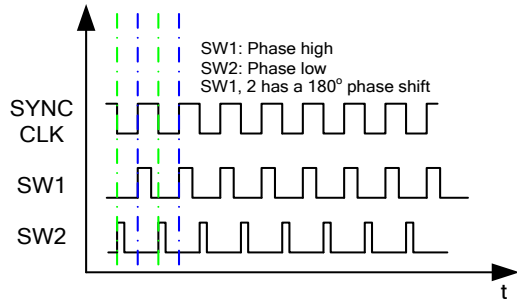 SW1: Phase high
SW2: Phase low
SW1, 2 has a 180° phase shift
SYNC
CLK
SW1
SW2
t